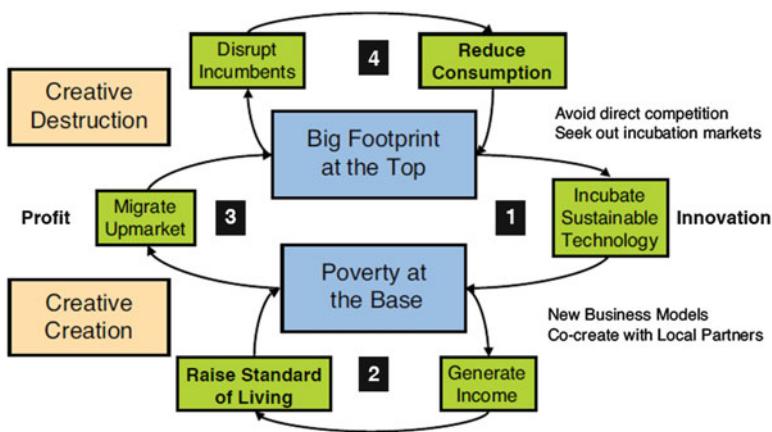 Disrupt
Incumbents
4
Reduce
Consumption
Creative
Destruction
Big Footprint
at the Top
Avoid direct competition
Seek out incubation markets
Profit
Migrate
Upmarket
3
1
Incubate
Sustainable
Technology
Innovation
Creative
Creation
Poverty at
the Base
New Business Models
Co-create with Local Partners
Raise Standard
of Living
2
Generate
Income